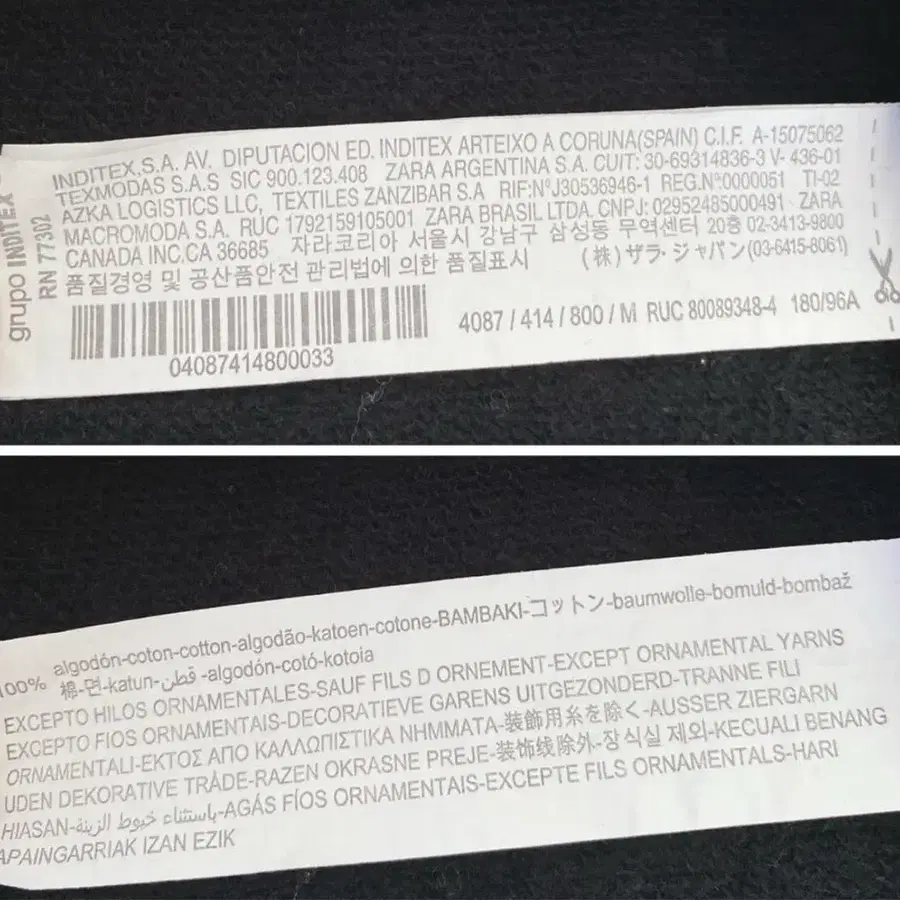 grupo INDITEX
RN 77302
INDITEX.S.A. AV. DIPUTACION ED. INDITEX ARTEIXO A CORUNA(SPAIN) C.I.F. A-15075062
TEXMODAS S.A.S SIC 900.123.408 ZARA ARGENTINA S.A. CUIT: 30-69314836-3 V- 436-01
AZKA LOGISTICS LLC, TEXTILES ZANZIBAR S.A RIF:NºJ30536946-1 REG.Nº:0000051 TI-02
MACROMODA S.A. RUC 1792159105001 ZARA BRASIL LTDA. CNPJ: 02952485000491 ZARA
CANADA INC.CA 36685 자라코리아 서울시 강남구 삼성동 무역센터 20층 02-3413-9800
품질경영 및 공산품안전 관리법에 의한 품질표시 (株)ザラ・ジャパン(03-6415-8061)
04087414800033
4087 / 414 / 800 / M RUC 80089348-4 180/96A
100% algodón-coton-cotton-algodão-katoen-cotone-BAMBAKI-コットン-baumwolle-bomuld-bombaž
棉-면-katun-قطن-algodón-cotó-kotoia
EXCEPTO HILOS ORNAMENTALES-SAUF FILS D ORNEMENT-EXCEPT ORNAMENTAL YARNS
EXCEPTO FIOS ORNAMENTAIS-DECORATIEVE GARENS UITGEZONDERD-TRANNE FILI
ORNAMENTALI-ΕΚΤΟΣ ΑΠΟ ΚΑΛΛΩΠΙΣΤΙΚΑ ΝΗΜΜΑΤΑ-装飾用糸を除く-AUSSER ZIERGARN
UDEN DEKORATIVE TRÅDE-RAZEN OKRASNE PREJE-装饰线除外-장식실 제외-KECUALI BENANG
HIASAN-باستثناء خيوط الزينة-AGÁS FÍOS ORNAMENTAIS-EXCEPTE FILS ORNAMENTALS-HARI
APAINGARRIAK IZAN EZIK